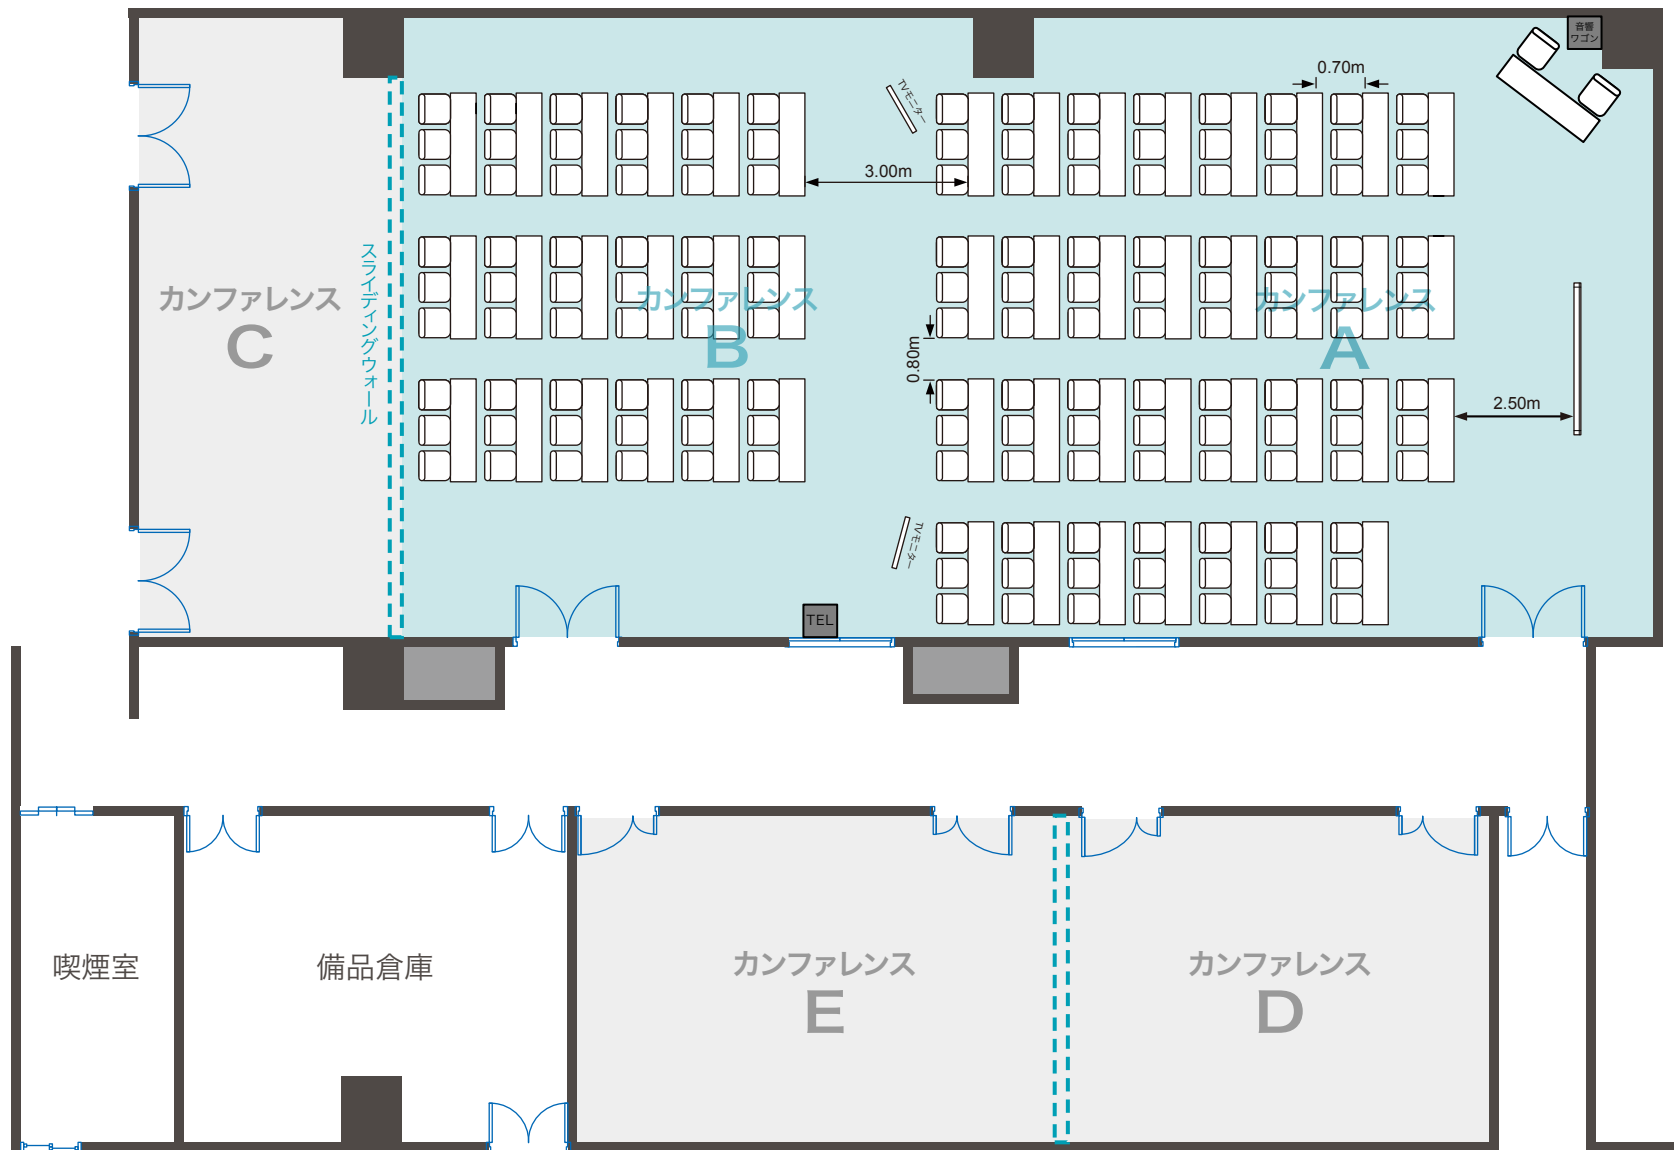 音響
ワゴン
0.70m
TVモニター
3.00m
スライディングウォール
カンファレンス
C
カンファレンス
B
カンファレンス
A
0.80m
2.50m
TVモニター
TEL
喫煙室
備品倉庫
カンファレンス
E
カンファレンス
D